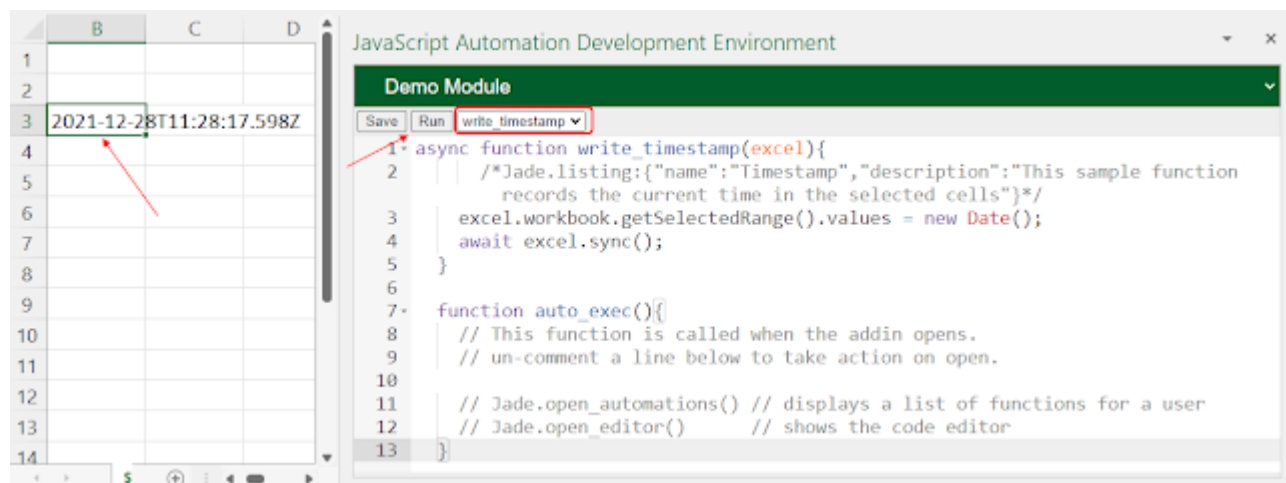 B C D
1
2
3 2021-12-28T11:28:17.598Z
4
5
6
7
8
9
10
11
12
13
14
$
JavaScript Automation Development Environment
Demo Module
Save Run write_timestamp
1 async function write_timestamp(excel){
2 /*Jade.listing:{"name":"Timestamp","description":"This sample function
records the current time in the selected cells"}*/
3 excel.workbook.getSelectedRange().values = new Date();
4 await excel.sync();
5 }
6
7 function auto_exec(){
8 // This function is called when the addin opens.
9 // un-comment a line below to take action on open.
10
11 // Jade.open_automations() // displays a list of functions for a user
12 // Jade.open_editor() // shows the code editor
13 }